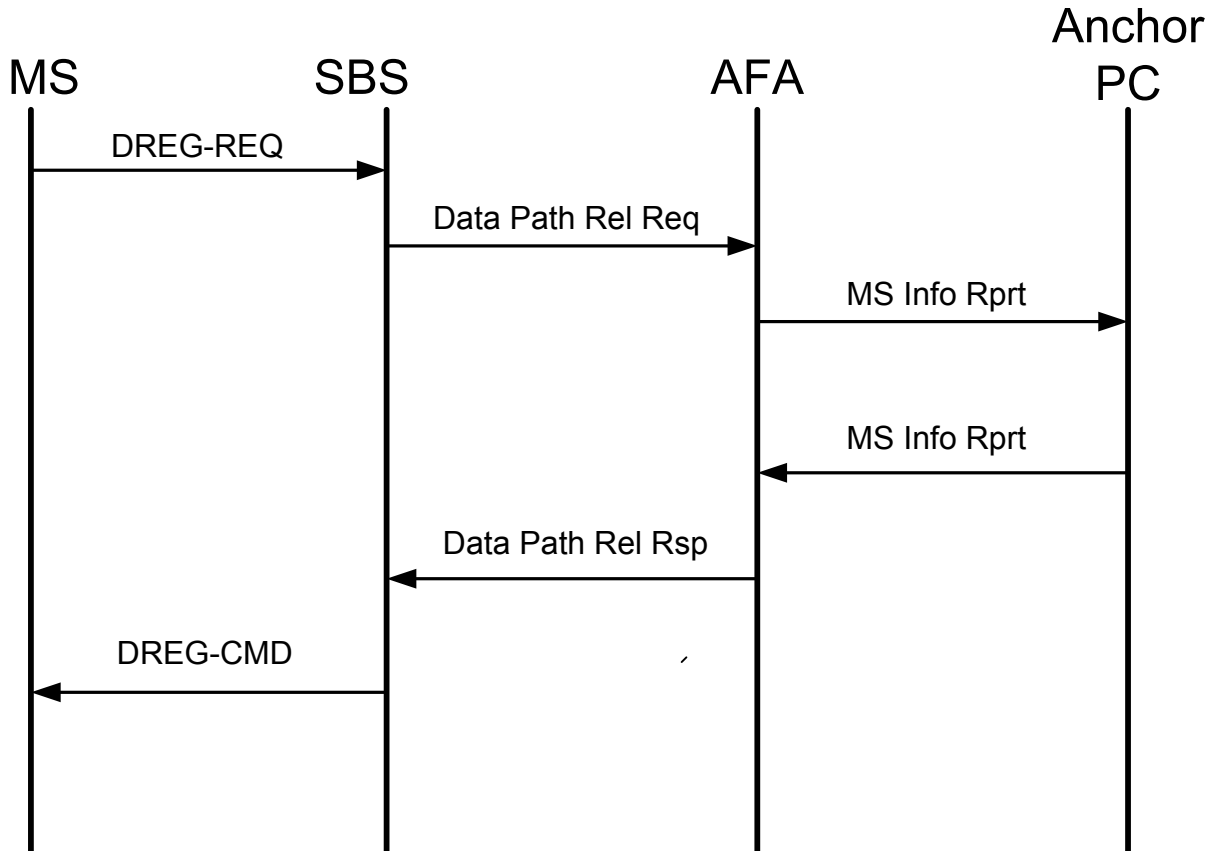 MS
SBS
AFA
Anchor
PC
DREG-REQ
Data Path Rel Req
MS Info Rprt
MS Info Rprt
Data Path Rel Rsp
DREG-CMD